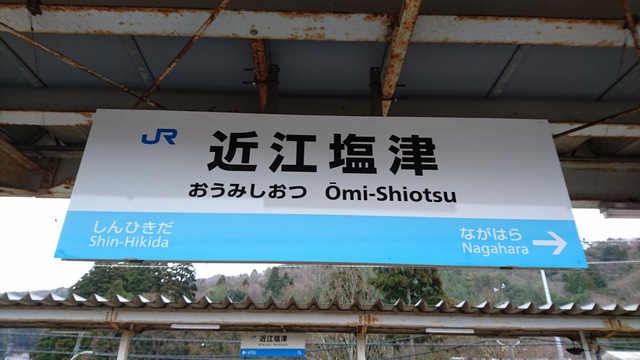 JR
近江塩津
おうみしおつ Ōmi-Shiotsu
しんひきだ
Shin-Hikida
ながはら
Nagahara
近江塩津